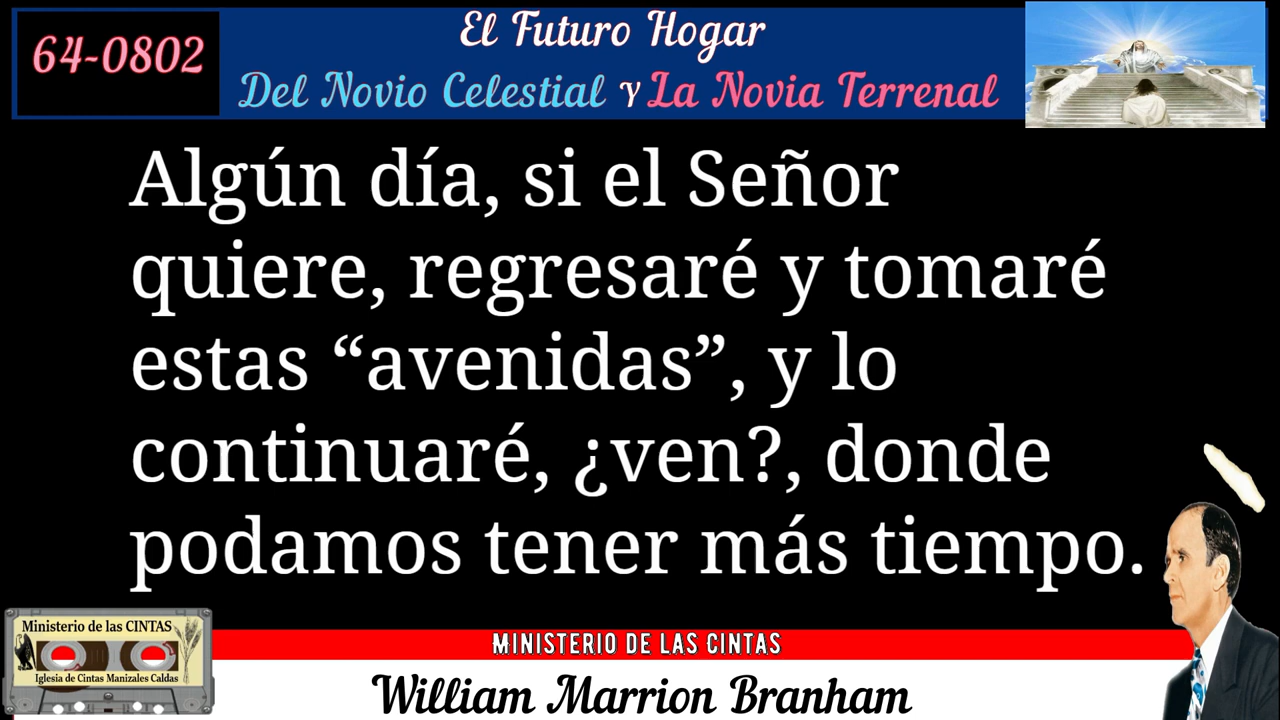 64-0802
El Futuro Hogar
Del Novio Celestial y La Novia Terrenal
Algún día, si el Señor
quiere, regresaré y tomaré
estas “avenidas”, y lo
continuaré, ¿ven?, donde
podamos tener más tiempo.
Ministerio de las CINTAS
Iglesia de Cintas Manizales Caldas
MINISTERIO DE LAS CINTAS
William Marrion Branham